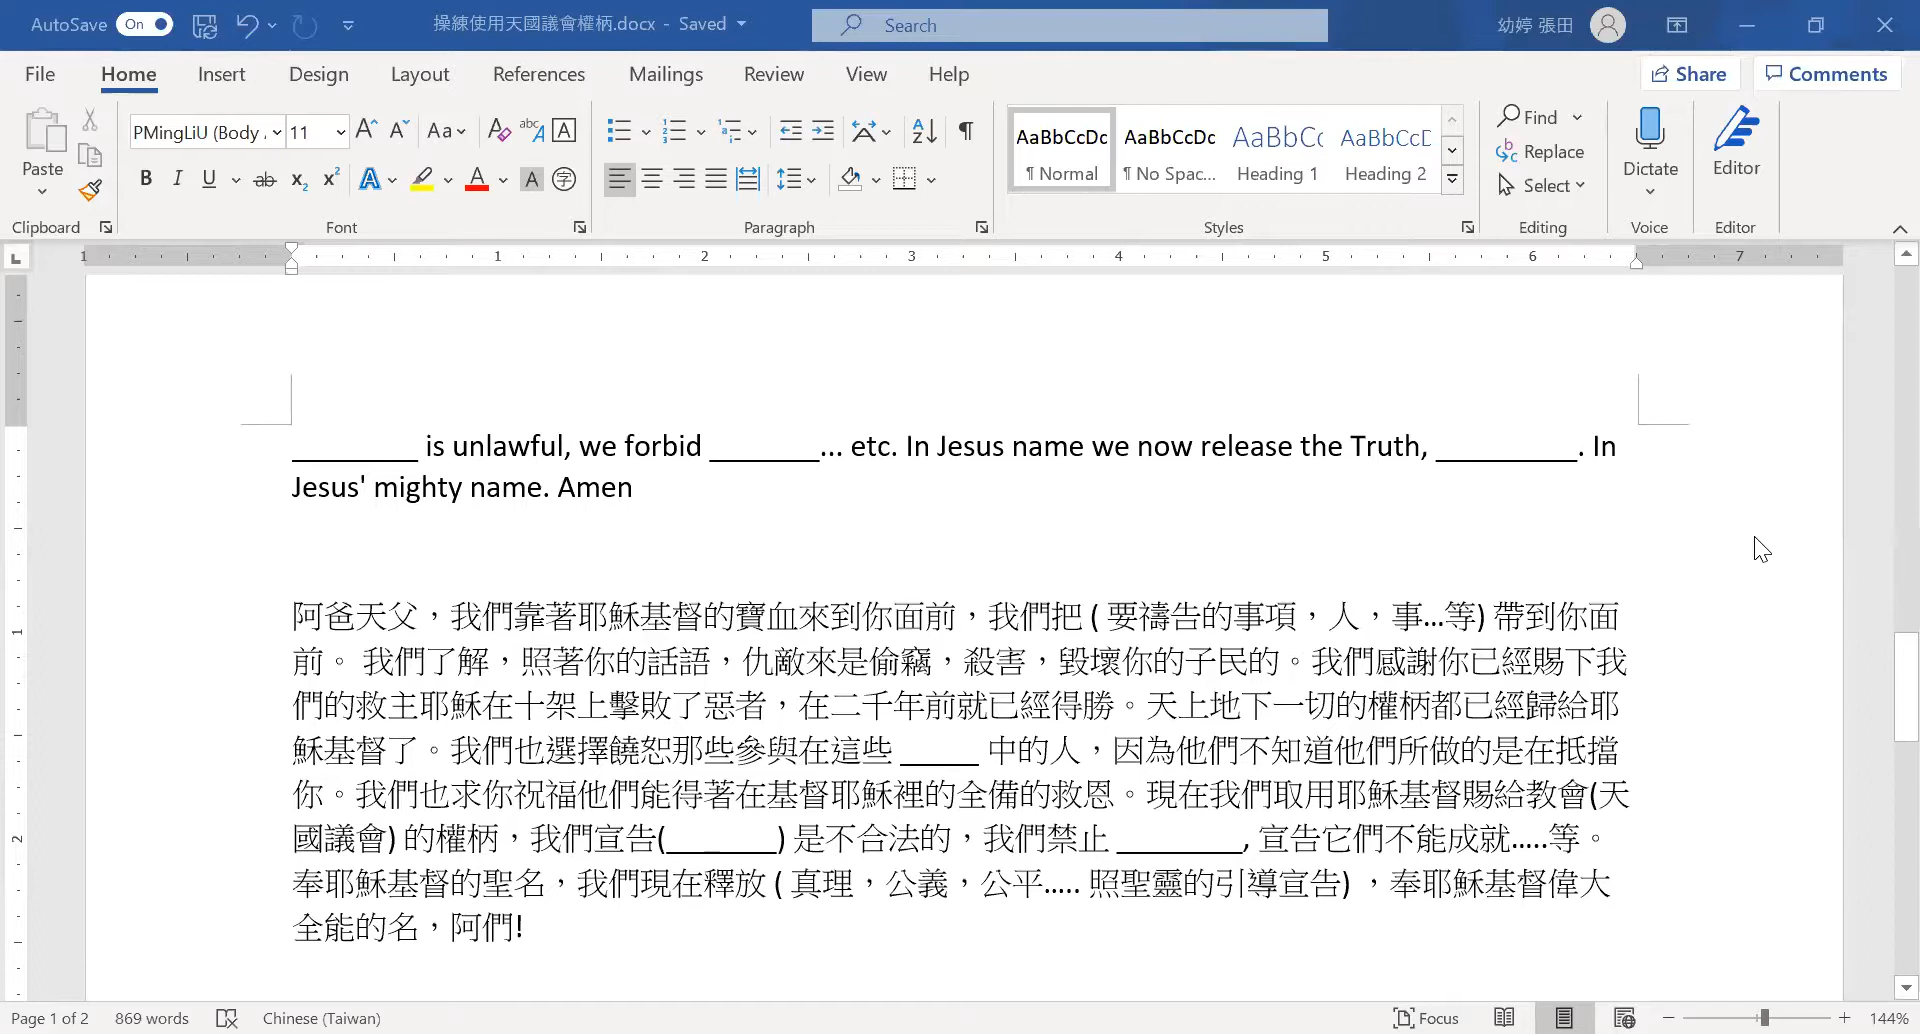 AutoSave On 操練使用天國議會權柄.docx - Saved Search 幼婷 張田
File Home Insert Design Layout References Mailings Review View Help Share Comments
PMingLiU (Body 11 Aa AaBbCcDc AaBbCcDc AaBbCc AaBbCcD Find
Paste Normal No Spac... Heading 1 Heading 2 Replace Dictate Editor
B I U ab x₂ x² A A A 字 Select
Clipboard Font Paragraph Styles Editing Voice Editor
1 1 2 3 4 5 6 7
________ is unlawful, we forbid _______... etc. In Jesus name we now release the Truth, _________. In
Jesus' mighty name. Amen
阿爸天父，我們靠著耶穌基督的寶血來到你面前，我們把 ( 要禱告的事項，人，事...等) 帶到你面
前。 我們了解，照著你的話語，仇敵來是偷竊，殺害，毀壞你的子民的。我們感謝你已經賜下我
們的救主耶穌在十架上擊敗了惡者，在二千年前就已經得勝。天上地下一切的權柄都已經歸給耶
穌基督了。我們也選擇饒恕那些參與在這些 _____ 中的人，因為他們不知道他們所做的是在抵擋
你。我們也求你祝福他們能得著在基督耶穌裡的全備的救恩。現在我們取用耶穌基督賜給教會(天
國議會) 的權柄，我們宣告(_______) 是不合法的，我們禁止 ________, 宣告它們不能成就.....等。
奉耶穌基督的聖名，我們現在釋放 ( 真理，公義，公平..... 照聖靈的引導宣告) ，奉耶穌基督偉大
全能的名，阿們!
1
2
Page 1 of 2 869 words Chinese (Taiwan) Focus 144%